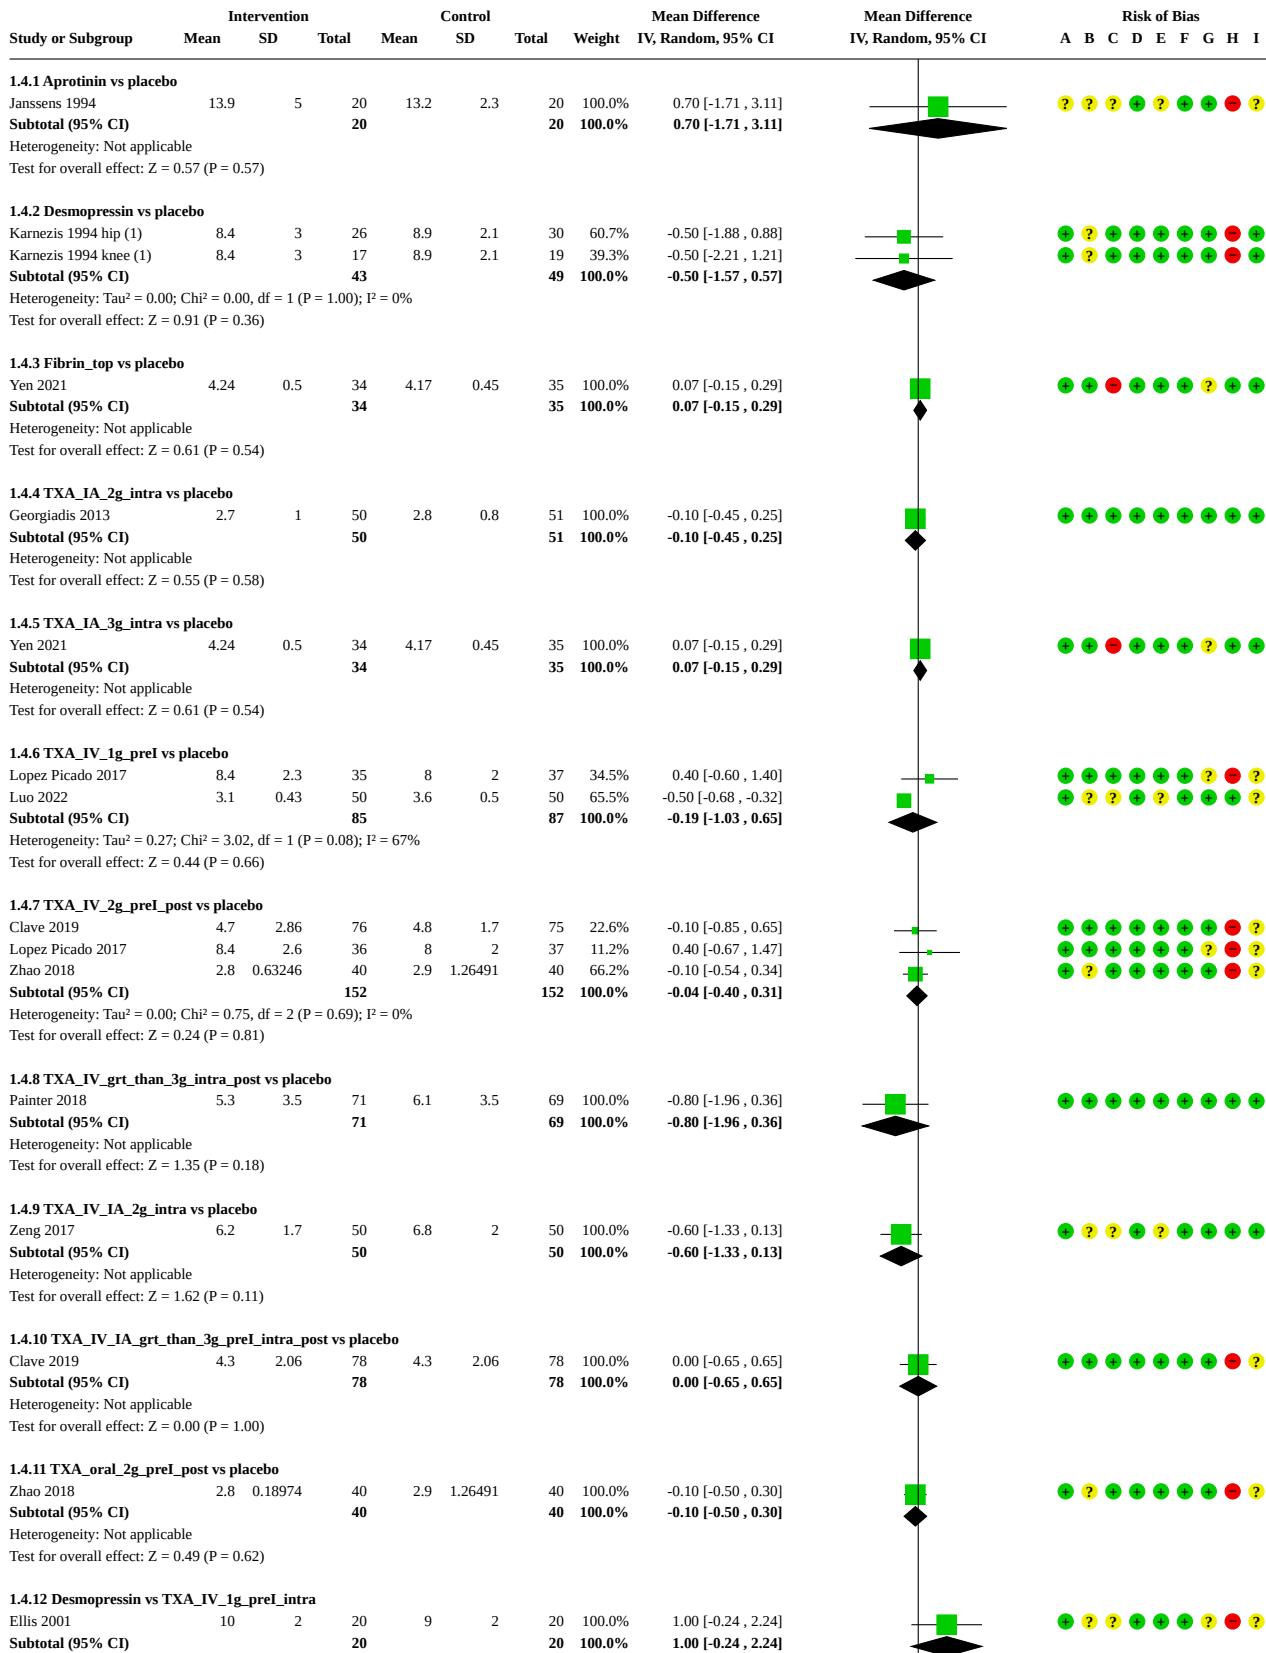 Intervention Control Mean Difference Mean Difference Risk of Bias
Study or Subgroup Mean SD Total Mean SD Total Weight IV, Random, 95% CI IV, Random, 95% CI A B C D E F G H I
1.4.1 Aprotinin vs placebo
Janssens 1994 13.9 5 20 13.2 2.3 20 100.0% 0.70 [-1.71 , 3.11] ? ? ? + ? + + − ?
Subtotal (95% CI) 20 20 100.0% 0.70 [-1.71 , 3.11]
Heterogeneity: Not applicable
Test for overall effect: Z = 0.57 (P = 0.57)
1.4.2 Desmopressin vs placebo
Karnezis 1994 hip (1) 8.4 3 26 8.9 2.1 30 60.7% -0.50 [-1.88 , 0.88] + ? + + + + + − +
Karnezis 1994 knee (1) 8.4 3 17 8.9 2.1 19 39.3% -0.50 [-2.21 , 1.21] + ? + + + + + − +
Subtotal (95% CI) 43 49 100.0% -0.50 [-1.57 , 0.57]
Heterogeneity: Tau² = 0.00; Chi² = 0.00, df = 1 (P = 1.00); I² = 0%
Test for overall effect: Z = 0.91 (P = 0.36)
1.4.3 Fibrin_top vs placebo
Yen 2021 4.24 0.5 34 4.17 0.45 35 100.0% 0.07 [-0.15 , 0.29] + + − + + + ? + +
Subtotal (95% CI) 34 35 100.0% 0.07 [-0.15 , 0.29]
Heterogeneity: Not applicable
Test for overall effect: Z = 0.61 (P = 0.54)
1.4.4 TXA_IA_2g_intra vs placebo
Georgiadis 2013 2.7 1 50 2.8 0.8 51 100.0% -0.10 [-0.45 , 0.25] + + + + + + + + +
Subtotal (95% CI) 50 51 100.0% -0.10 [-0.45 , 0.25]
Heterogeneity: Not applicable
Test for overall effect: Z = 0.55 (P = 0.58)
1.4.5 TXA_IA_3g_intra vs placebo
Yen 2021 4.24 0.5 34 4.17 0.45 35 100.0% 0.07 [-0.15 , 0.29] + + − + + + ? + +
Subtotal (95% CI) 34 35 100.0% 0.07 [-0.15 , 0.29]
Heterogeneity: Not applicable
Test for overall effect: Z = 0.61 (P = 0.54)
1.4.6 TXA_IV_1g_preI vs placebo
Lopez Picado 2017 8.4 2.3 35 8 2 37 34.5% 0.40 [-0.60 , 1.40] + + + + + + ? − ?
Luo 2022 3.1 0.43 50 3.6 0.5 50 65.5% -0.50 [-0.68 , -0.32] + ? ? + ? + + + ?
Subtotal (95% CI) 85 87 100.0% -0.19 [-1.03 , 0.65]
Heterogeneity: Tau² = 0.27; Chi² = 3.02, df = 1 (P = 0.08); I² = 67%
Test for overall effect: Z = 0.44 (P = 0.66)
1.4.7 TXA_IV_2g_preI_post vs placebo
Clave 2019 4.7 2.86 76 4.8 1.7 75 22.6% -0.10 [-0.85 , 0.65] + + + + + + + − ?
Lopez Picado 2017 8.4 2.6 36 8 2 37 11.2% 0.40 [-0.67 , 1.47] + + + + + + ? − ?
Zhao 2018 2.8 0.63246 40 2.9 1.26491 40 66.2% -0.10 [-0.54 , 0.34] + ? + + + + + − ?
Subtotal (95% CI) 152 152 100.0% -0.04 [-0.40 , 0.31]
Heterogeneity: Tau² = 0.00; Chi² = 0.75, df = 2 (P = 0.69); I² = 0%
Test for overall effect: Z = 0.24 (P = 0.81)
1.4.8 TXA_IV_grt_than_3g_intra_post vs placebo
Painter 2018 5.3 3.5 71 6.1 3.5 69 100.0% -0.80 [-1.96 , 0.36] + + + + + + + + +
Subtotal (95% CI) 71 69 100.0% -0.80 [-1.96 , 0.36]
Heterogeneity: Not applicable
Test for overall effect: Z = 1.35 (P = 0.18)
1.4.9 TXA_IV_IA_2g_intra vs placebo
Zeng 2017 6.2 1.7 50 6.8 2 50 100.0% -0.60 [-1.33 , 0.13] + ? ? + ? + + + +
Subtotal (95% CI) 50 50 100.0% -0.60 [-1.33 , 0.13]
Heterogeneity: Not applicable
Test for overall effect: Z = 1.62 (P = 0.11)
1.4.10 TXA_IV_IA_grt_than_3g_preI_intra_post vs placebo
Clave 2019 4.3 2.06 78 4.3 2.06 78 100.0% 0.00 [-0.65 , 0.65] + + + + + + + − ?
Subtotal (95% CI) 78 78 100.0% 0.00 [-0.65 , 0.65]
Heterogeneity: Not applicable
Test for overall effect: Z = 0.00 (P = 1.00)
1.4.11 TXA_oral_2g_preI_post vs placebo
Zhao 2018 2.8 0.18974 40 2.9 1.26491 40 100.0% -0.10 [-0.50 , 0.30] + ? + + + + + − ?
Subtotal (95% CI) 40 40 100.0% -0.10 [-0.50 , 0.30]
Heterogeneity: Not applicable
Test for overall effect: Z = 0.49 (P = 0.62)
1.4.12 Desmopressin vs TXA_IV_1g_preI_intra
Ellis 2001 10 2 20 9 2 20 100.0% 1.00 [-0.24 , 2.24] + ? ? + + + ? − ?
Subtotal (95% CI) 20 20 100.0% 1.00 [-0.24 , 2.24]